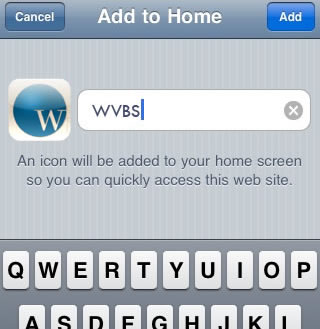 Cancel Add to Home Add
W WVBS
An icon will be added to your home screen
so you can quickly access this web site.
Q W E R T Y U I O P
A S D F G H J K L